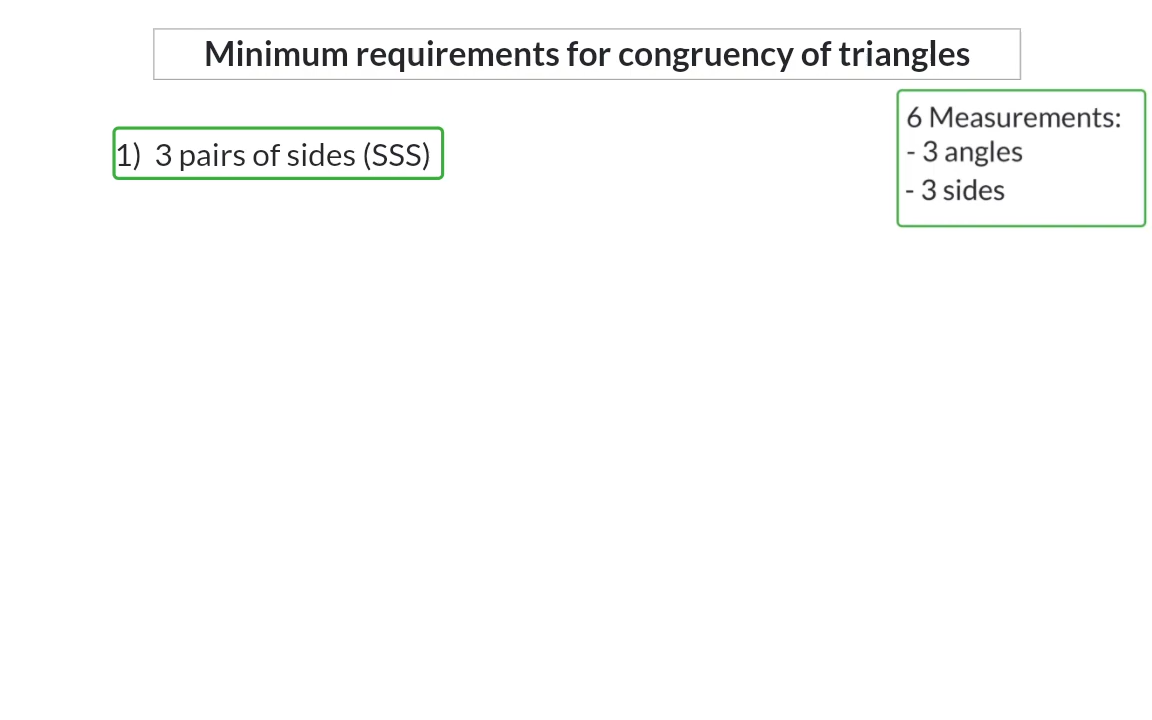 Minimum requirements for congruency of triangles
1) 3 pairs of sides (SSS)
6 Measurements:
- 3 angles
- 3 sides